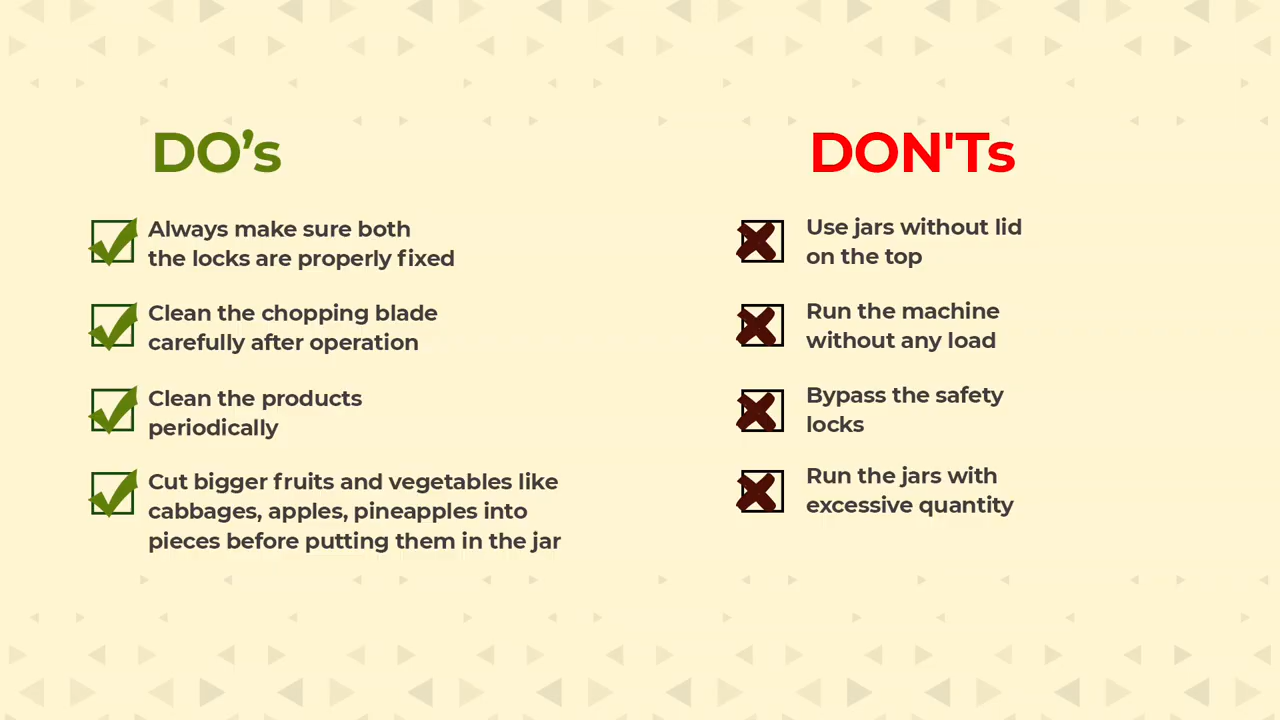 DO’s
Always make sure both
the locks are properly fixed
Clean the chopping blade
carefully after operation
Clean the products
periodically
Cut bigger fruits and vegetables like
cabbages, apples, pineapples into
pieces before putting them in the jar
DON'Ts
Use jars without lid
on the top
Run the machine
without any load
Bypass the safety
locks
Run the jars with
excessive quantity